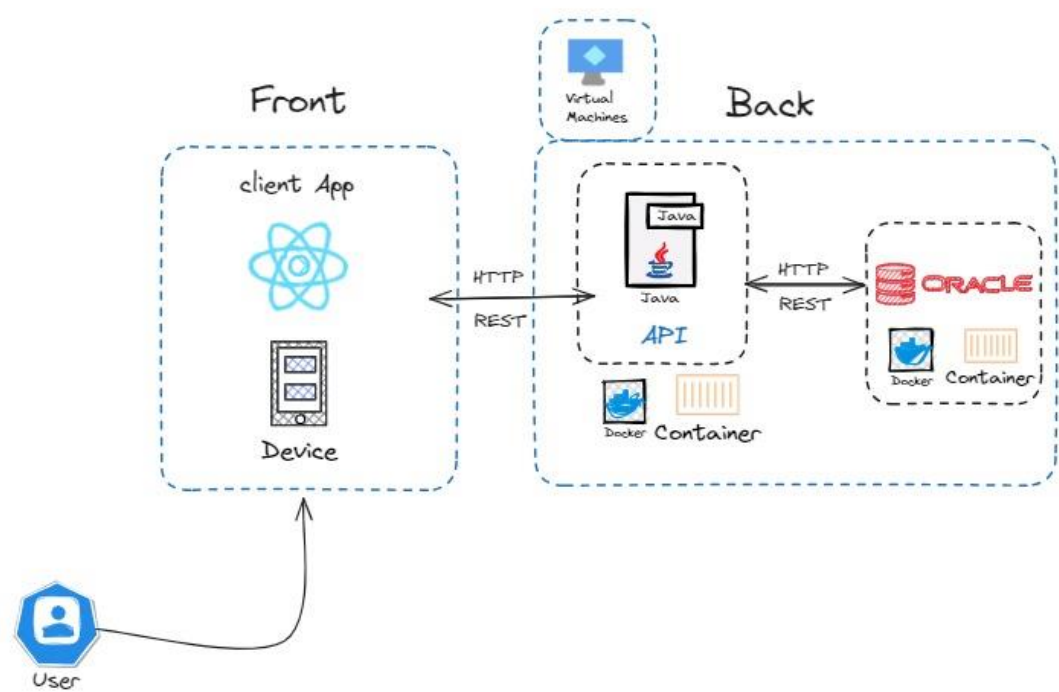 Front
client App
Device
User
HTTP
REST
Virtual
Machines
Back
Java
Java
API
Docker
Container
HTTP
REST
ORACLE
Docker
Container